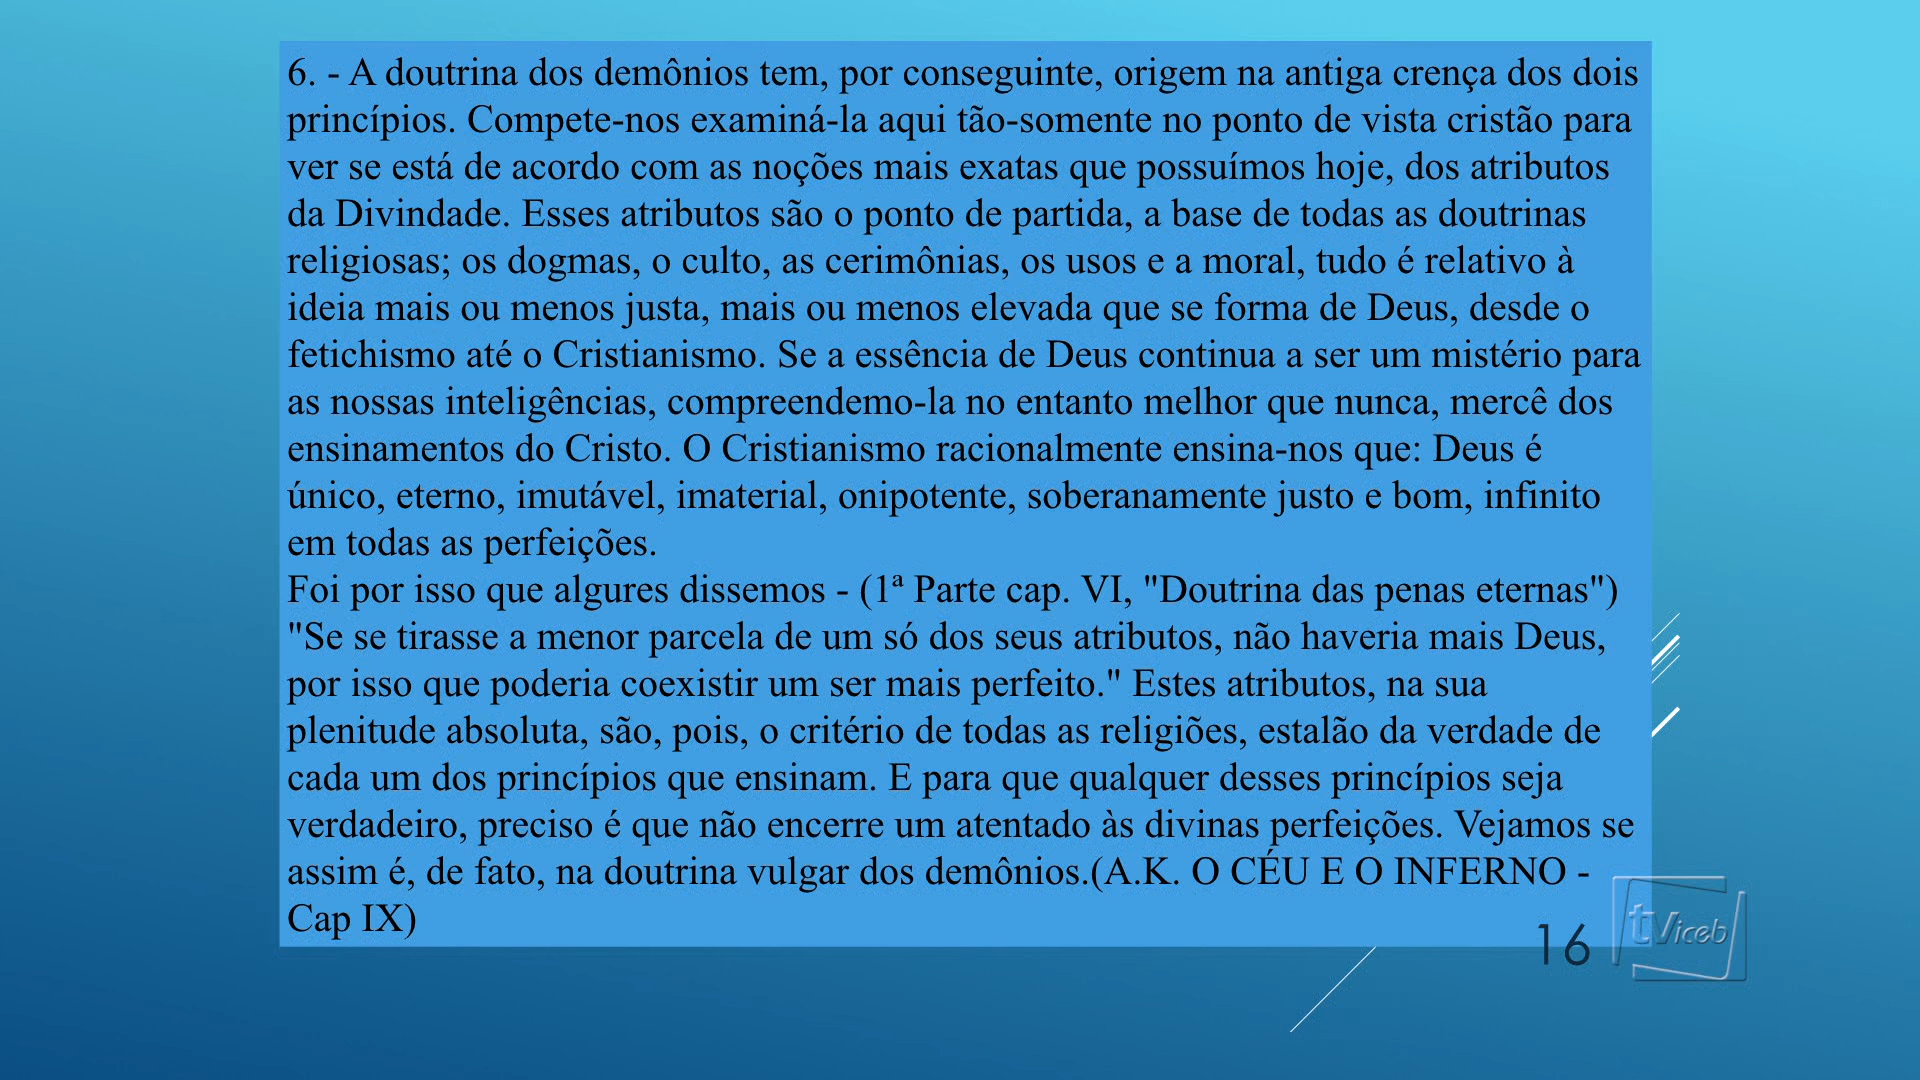 6. - A doutrina dos demônios tem, por conseguinte, origem na antiga crença dos dois
princípios. Compete-nos examiná-la aqui tão-somente no ponto de vista cristão para
ver se está de acordo com as noções mais exatas que possuímos hoje, dos atributos
da Divindade. Esses atributos são o ponto de partida, a base de todas as doutrinas
religiosas; os dogmas, o culto, as cerimônias, os usos e a moral, tudo é relativo à
ideia mais ou menos justa, mais ou menos elevada que se forma de Deus, desde o
fetichismo até o Cristianismo. Se a essência de Deus continua a ser um mistério para
as nossas inteligências, compreendemo-la no entanto melhor que nunca, mercê dos
ensinamentos do Cristo. O Cristianismo racionalmente ensina-nos que: Deus é
único, eterno, imutável, imaterial, onipotente, soberanamente justo e bom, infinito
em todas as perfeições.
Foi por isso que algures dissemos - (1ª Parte cap. VI, "Doutrina das penas eternas")
"Se se tirasse a menor parcela de um só dos seus atributos, não haveria mais Deus,
por isso que poderia coexistir um ser mais perfeito." Estes atributos, na sua
plenitude absoluta, são, pois, o critério de todas as religiões, estalão da verdade de
cada um dos princípios que ensinam. E para que qualquer desses princípios seja
verdadeiro, preciso é que não encerre um atentado às divinas perfeições. Vejamos se
assim é, de fato, na doutrina vulgar dos demônios.(A.K. O CÉU E O INFERNO -
Cap IX)
16
tViceb